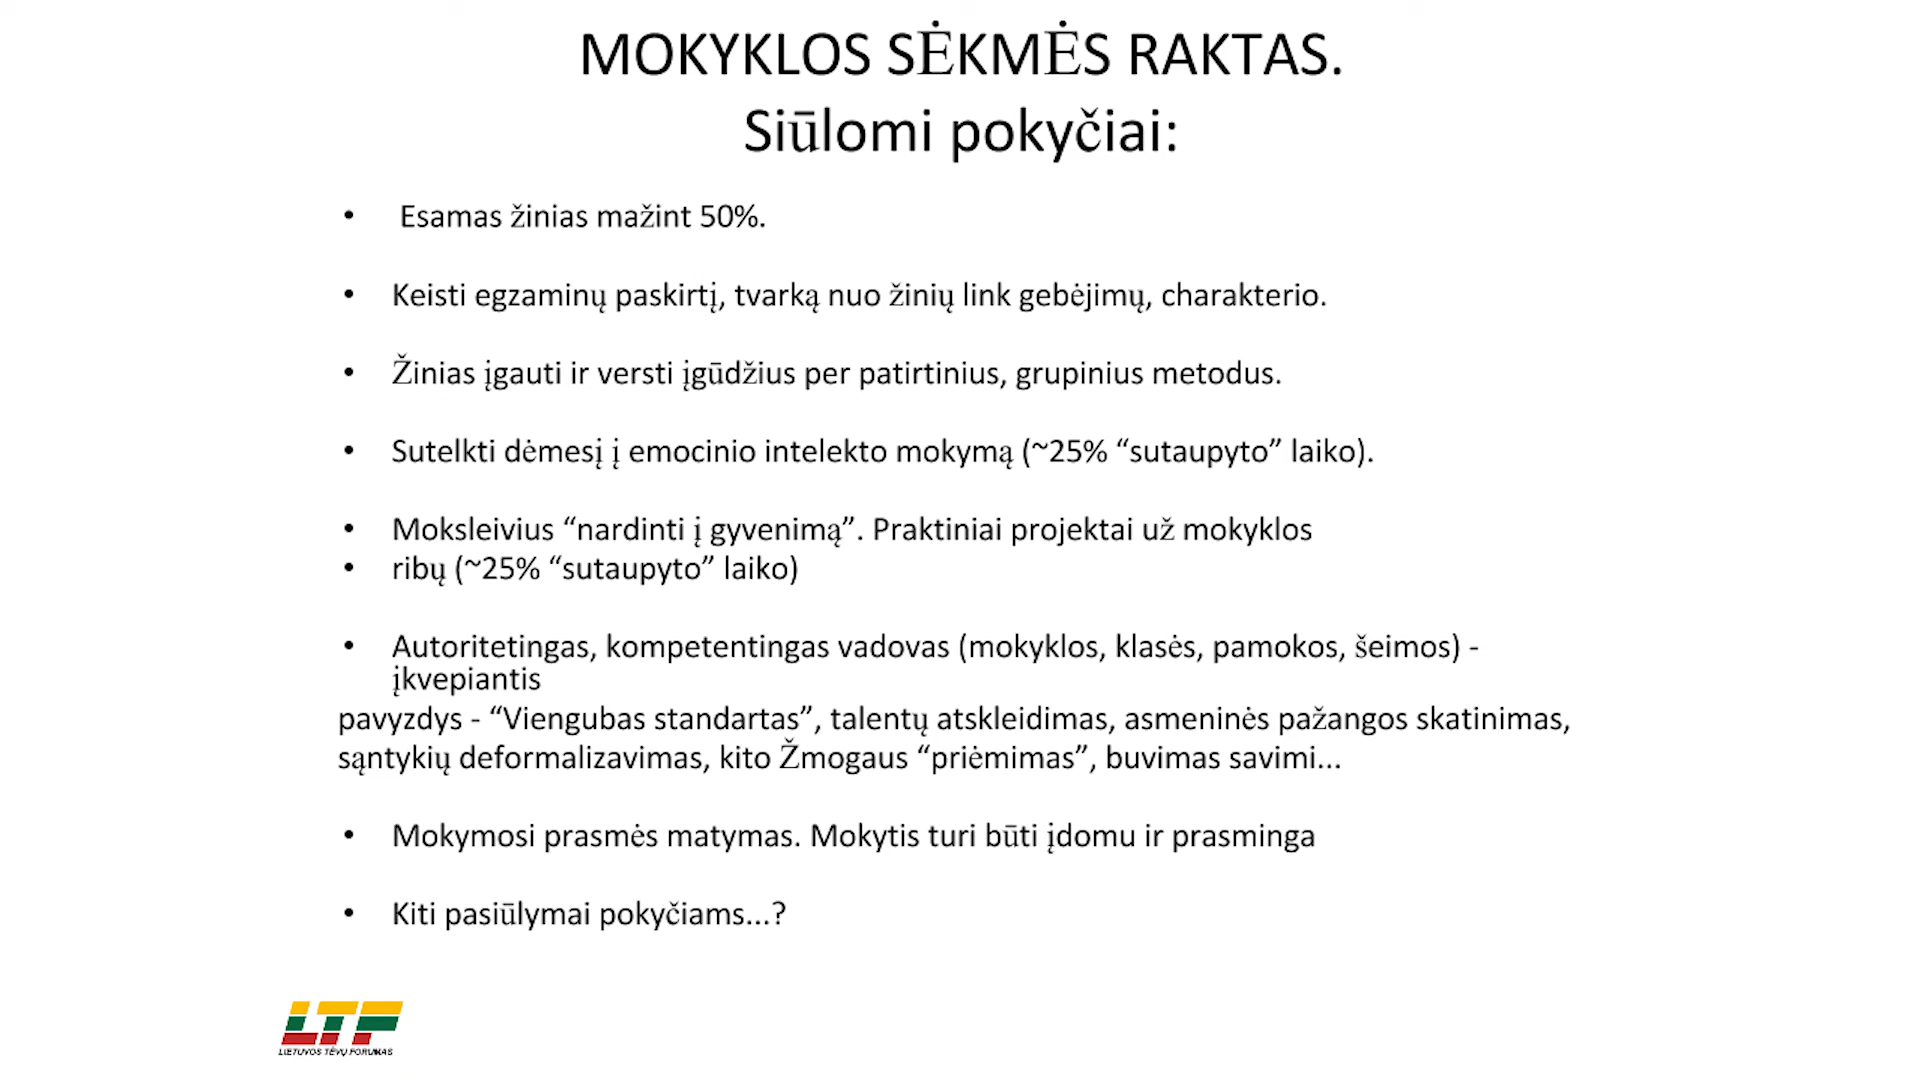 MOKYKLOS SĖKMĖS RAKTAS.
Siūlomi pokyčiai:
• Esamas žinias mažint 50%.
• Keisti egzaminų paskirtį, tvarką nuo žinių link gebėjimų, charakterio.
• Žinias įgauti ir versti įgūdžius per patirtinius, grupinius metodus.
• Sutelkti dėmesį į emocinio intelekto mokymą (~25% “sutaupyto” laiko).
• Moksleivius “nardinti į gyvenimą”. Praktiniai projektai už mokyklos
• ribų (~25% “sutaupyto” laiko)
• Autoritetingas, kompetentingas vadovas (mokyklos, klasės, pamokos, šeimos) -
įkvepiantis
pavyzdys - “Viengubas standartas”, talentų atskleidimas, asmeninės pažangos skatinimas,
sąntykių deformalizavimas, kito Žmogaus “priėmimas”, buvimas savimi...
• Mokymosi prasmės matymas. Mokytis turi būti įdomu ir prasminga
• Kiti pasiūlymai pokyčiams...?
LTF
LIETUVOS TĖVŲ FORUMAS